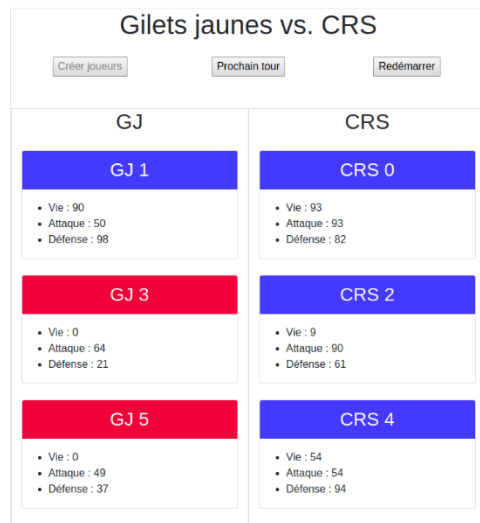 Gilets jaunes vs. CRS
Créer joueurs
Prochain tour
Redémarrer
GJ
GJ 1
Vie : 90
Attaque : 50
Défense : 98
GJ 3
Vie : 0
Attaque : 64
Défense : 21
GJ 5
Vie : 0
Attaque : 49
Défense : 37
CRS
CRS 0
Vie : 93
Attaque : 93
Défense : 82
CRS 2
Vie : 9
Attaque : 90
Défense : 61
CRS 4
Vie : 54
Attaque : 54
Défense : 94